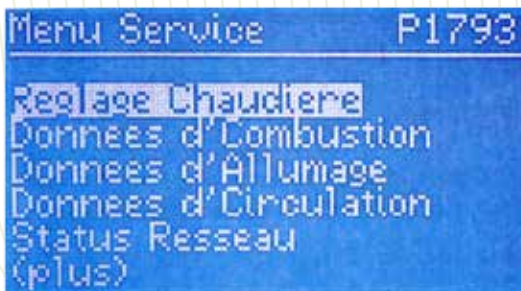 Menu Service P1793
Reglage Chaudiere
Donnees d'Combustion
Donnees d'Allumage
Donnees d'Circulation
Status Resseau
(plus)